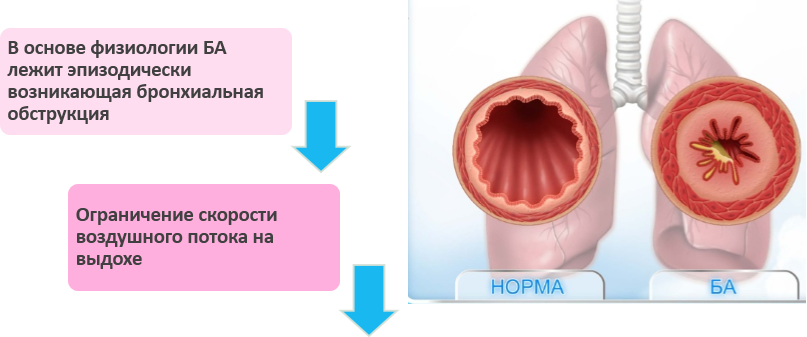 В основе физиологии БА
лежит эпизодически
возникающая бронхиальная
обструкция
Ограничение скорости
воздушного потока на
выдохе
НОРМА
БА